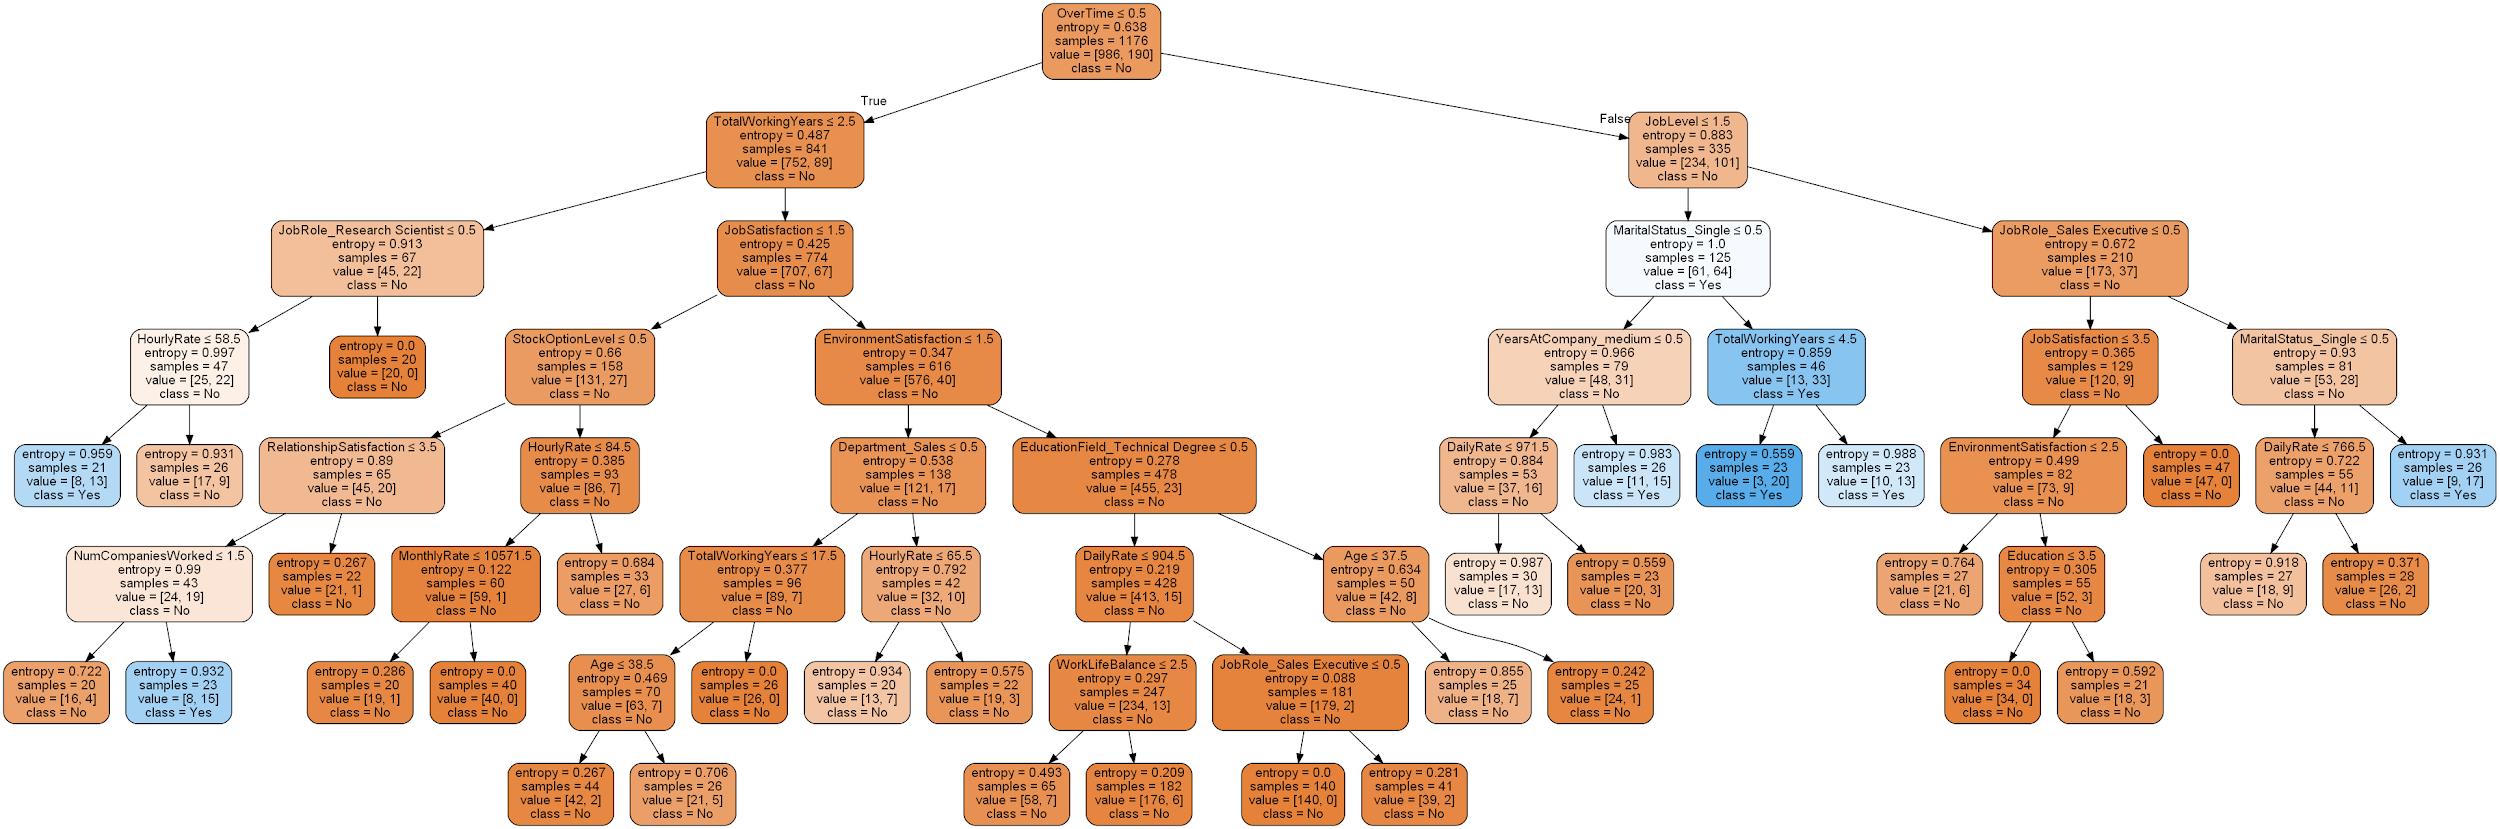 OverTime ≤ 0.5
entropy = 0.638
samples = 1176
value = [986, 190]
class = No
True
False
TotalWorkingYears ≤ 2.5
entropy = 0.487
samples = 841
value = [752, 89]
class = No
JobLevel ≤ 1.5
entropy = 0.883
samples = 335
value = [234, 101]
class = No
JobRole_Research Scientist ≤ 0.5
entropy = 0.913
samples = 67
value = [45, 22]
class = No
JobSatisfaction ≤ 1.5
entropy = 0.425
samples = 774
value = [707, 67]
class = No
MaritalStatus_Single ≤ 0.5
entropy = 1.0
samples = 125
value = [61, 64]
class = Yes
JobRole_Sales Executive ≤ 0.5
entropy = 0.672
samples = 210
value = [173, 37]
class = No
HourlyRate ≤ 58.5
entropy = 0.997
samples = 47
value = [25, 22]
class = No
entropy = 0.0
samples = 20
value = [20, 0]
class = No
StockOptionLevel ≤ 0.5
entropy = 0.66
samples = 158
value = [131, 27]
class = No
EnvironmentSatisfaction ≤ 1.5
entropy = 0.347
samples = 616
value = [576, 40]
class = No
YearsAtCompany_medium ≤ 0.5
entropy = 0.966
samples = 79
value = [48, 31]
class = No
TotalWorkingYears ≤ 4.5
entropy = 0.859
samples = 46
value = [13, 33]
class = Yes
JobSatisfaction ≤ 3.5
entropy = 0.365
samples = 129
value = [120, 9]
class = No
MaritalStatus_Single ≤ 0.5
entropy = 0.93
samples = 81
value = [53, 28]
class = No
entropy = 0.959
samples = 21
value = [8, 13]
class = Yes
entropy = 0.931
samples = 26
value = [17, 9]
class = No
RelationshipSatisfaction ≤ 3.5
entropy = 0.89
samples = 65
value = [45, 20]
class = No
HourlyRate ≤ 84.5
entropy = 0.385
samples = 93
value = [86, 7]
class = No
Department_Sales ≤ 0.5
entropy = 0.538
samples = 138
value = [121, 17]
class = No
EducationField_Technical Degree ≤ 0.5
entropy = 0.278
samples = 478
value = [455, 23]
class = No
DailyRate ≤ 971.5
entropy = 0.884
samples = 53
value = [37, 16]
class = No
entropy = 0.983
samples = 26
value = [11, 15]
class = Yes
entropy = 0.559
samples = 23
value = [3, 20]
class = Yes
entropy = 0.988
samples = 23
value = [10, 13]
class = Yes
EnvironmentSatisfaction ≤ 2.5
entropy = 0.499
samples = 82
value = [73, 9]
class = No
entropy = 0.0
samples = 47
value = [47, 0]
class = No
DailyRate ≤ 766.5
entropy = 0.722
samples = 55
value = [44, 11]
class = No
entropy = 0.931
samples = 26
value = [9, 17]
class = Yes
NumCompaniesWorked ≤ 1.5
entropy = 0.99
samples = 43
value = [24, 19]
class = No
entropy = 0.267
samples = 22
value = [21, 1]
class = No
MonthlyRate ≤ 10571.5
entropy = 0.122
samples = 60
value = [59, 1]
class = No
entropy = 0.684
samples = 33
value = [27, 6]
class = No
TotalWorkingYears ≤ 17.5
entropy = 0.377
samples = 96
value = [89, 7]
class = No
HourlyRate ≤ 65.5
entropy = 0.792
samples = 42
value = [32, 10]
class = No
DailyRate ≤ 904.5
entropy = 0.219
samples = 428
value = [413, 15]
class = No
Age ≤ 37.5
entropy = 0.634
samples = 50
value = [42, 8]
class = No
entropy = 0.987
samples = 30
value = [17, 13]
class = No
entropy = 0.559
samples = 23
value = [20, 3]
class = No
entropy = 0.764
samples = 27
value = [21, 6]
class = No
Education ≤ 3.5
entropy = 0.305
samples = 55
value = [52, 3]
class = No
entropy = 0.918
samples = 27
value = [18, 9]
class = No
entropy = 0.371
samples = 28
value = [26, 2]
class = No
entropy = 0.722
samples = 20
value = [16, 4]
class = No
entropy = 0.932
samples = 23
value = [8, 15]
class = Yes
entropy = 0.286
samples = 20
value = [19, 1]
class = No
entropy = 0.0
samples = 40
value = [40, 0]
class = No
Age ≤ 38.5
entropy = 0.469
samples = 70
value = [63, 7]
class = No
entropy = 0.0
samples = 26
value = [26, 0]
class = No
entropy = 0.934
samples = 20
value = [13, 7]
class = No
entropy = 0.575
samples = 22
value = [19, 3]
class = No
WorkLifeBalance ≤ 2.5
entropy = 0.297
samples = 247
value = [234, 13]
class = No
JobRole_Sales Executive ≤ 0.5
entropy = 0.088
samples = 181
value = [179, 2]
class = No
entropy = 0.855
samples = 25
value = [18, 7]
class = No
entropy = 0.242
samples = 25
value = [24, 1]
class = No
entropy = 0.0
samples = 34
value = [34, 0]
class = No
entropy = 0.592
samples = 21
value = [18, 3]
class = No
entropy = 0.267
samples = 44
value = [42, 2]
class = No
entropy = 0.706
samples = 26
value = [21, 5]
class = No
entropy = 0.493
samples = 65
value = [58, 7]
class = No
entropy = 0.209
samples = 182
value = [176, 6]
class = No
entropy = 0.0
samples = 140
value = [140, 0]
class = No
entropy = 0.281
samples = 41
value = [39, 2]
class = No